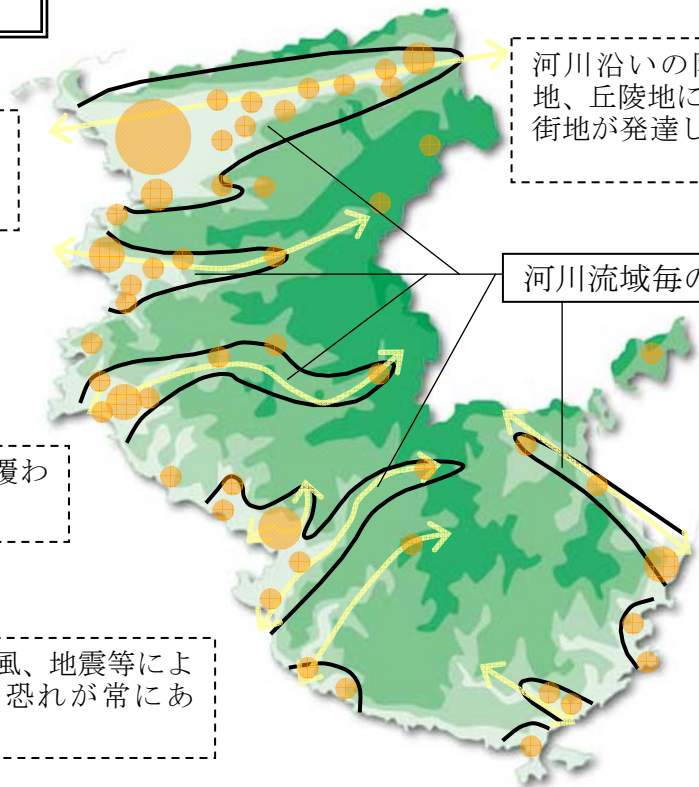 河川沿いの
地、丘陵地に
街地が発達し
河川流域毎の
覆わ
風、地震等によ
恐れが常にあ